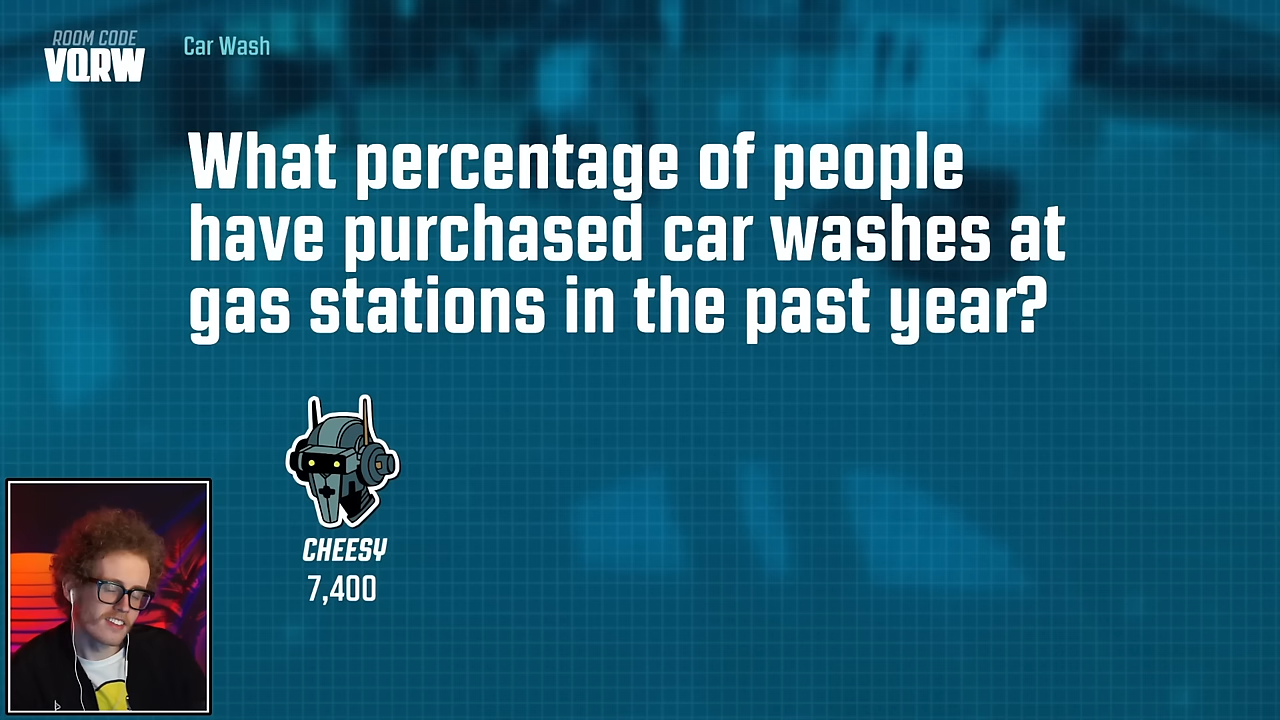 ROOM CODE
VQRW
Car Wash
What percentage of people
have purchased car washes at
gas stations in the past year?
CHEESY
7,400